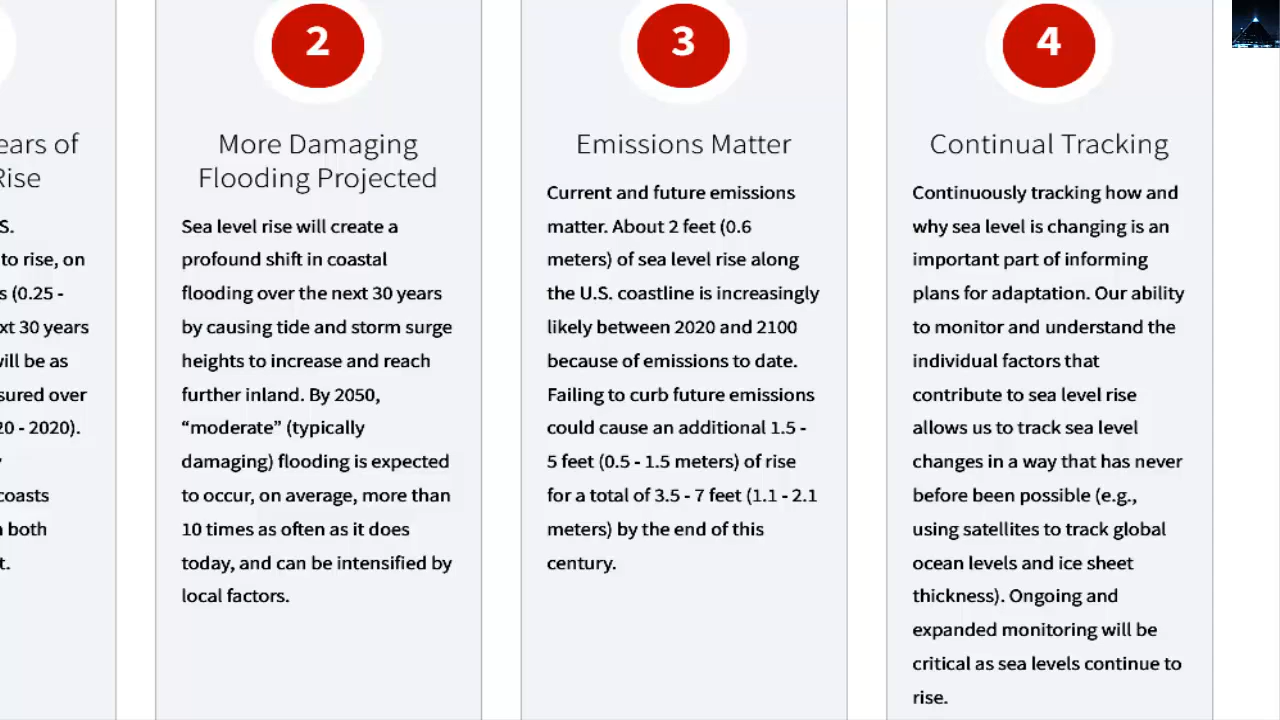 ears of
Rise
S.
to rise, on
s (0.25 -
xt 30 years
will be as
sured over
20 - 2020).
coasts
n both
t.
2
More Damaging
Flooding Projected
Sea level rise will create a
profound shift in coastal
flooding over the next 30 years
by causing tide and storm surge
heights to increase and reach
further inland. By 2050,
“moderate” (typically
damaging) flooding is expected
to occur, on average, more than
10 times as often as it does
today, and can be intensified by
local factors.
3
Emissions Matter
Current and future emissions
matter. About 2 feet (0.6
meters) of sea level rise along
the U.S. coastline is increasingly
likely between 2020 and 2100
because of emissions to date.
Failing to curb future emissions
could cause an additional 1.5 -
5 feet (0.5 - 1.5 meters) of rise
for a total of 3.5 - 7 feet (1.1 - 2.1
meters) by the end of this
century.
4
Continual Tracking
Continuously tracking how and
why sea level is changing is an
important part of informing
plans for adaptation. Our ability
to monitor and understand the
individual factors that
contribute to sea level rise
allows us to track sea level
changes in a way that has never
before been possible (e.g.,
using satellites to track global
ocean levels and ice sheet
thickness). Ongoing and
expanded monitoring will be
critical as sea levels continue to
rise.